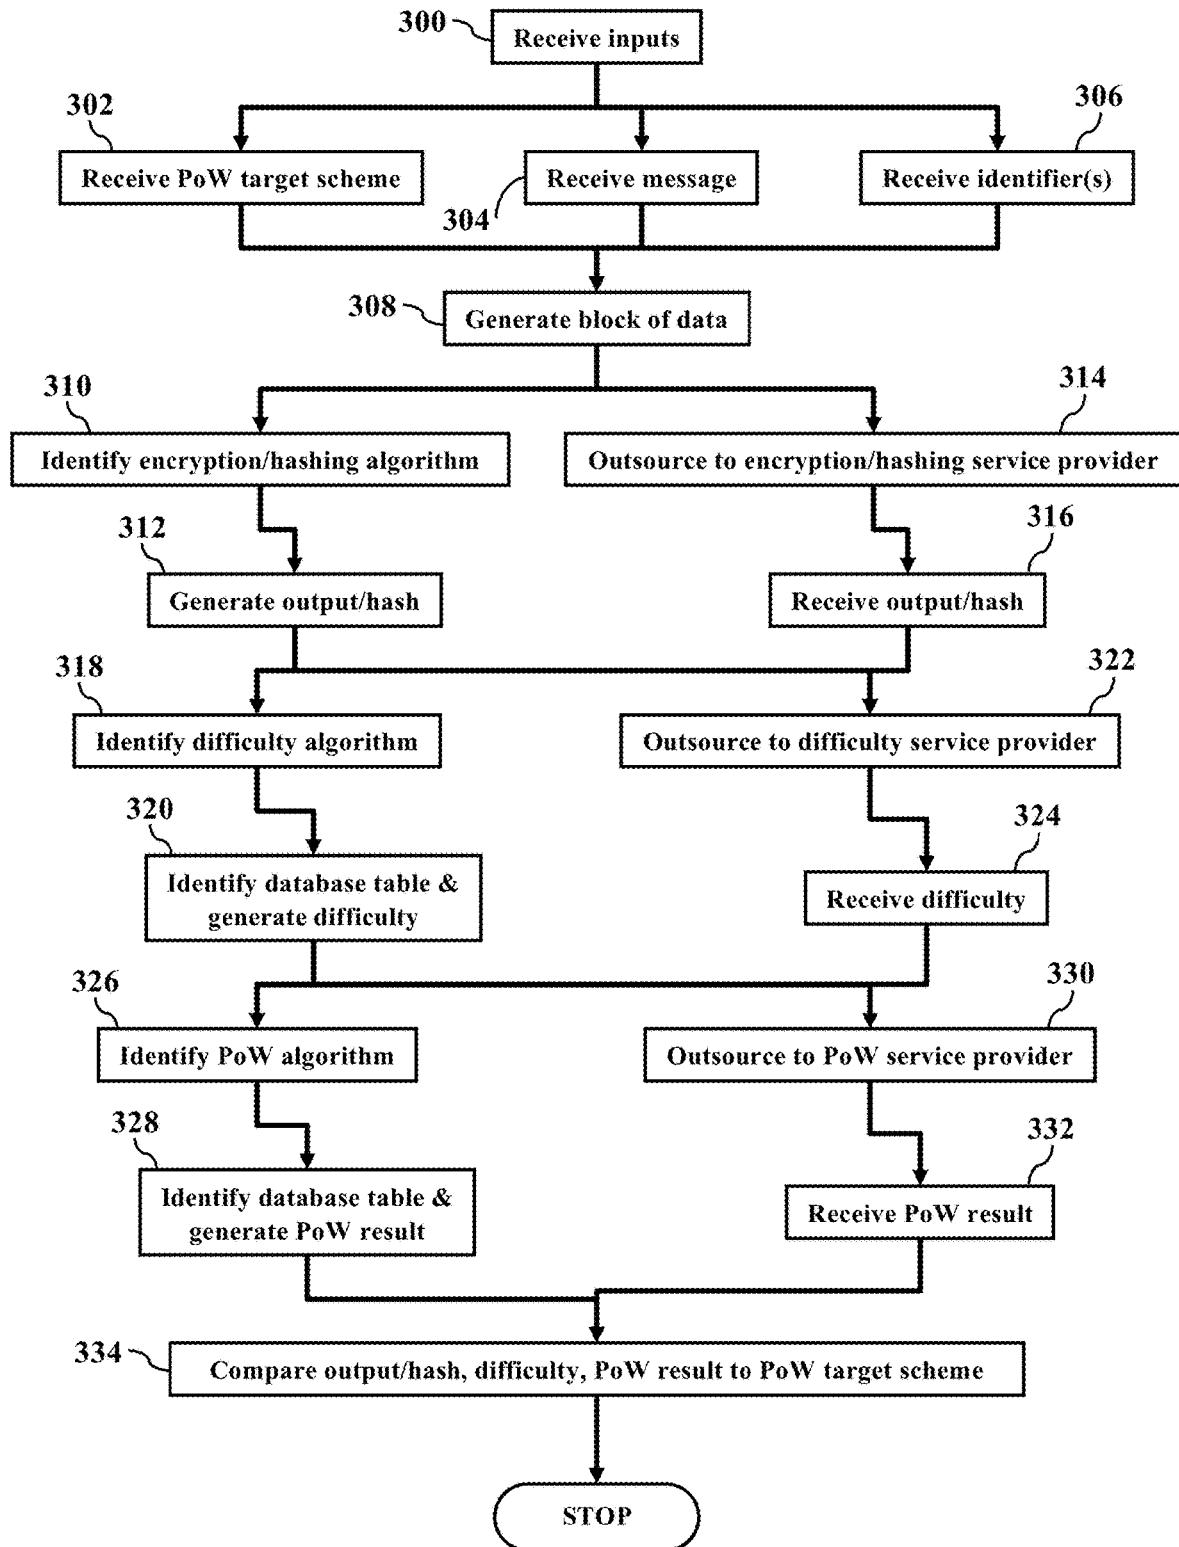 300
Receive inputs
302
306
Receive PoW target scheme
Receive message
Receive identifier(s)
304
308
Generate block of data
310
314
Identify encryption/hashing algorithm
Outsource to encryption/hashing service provider
312
316
Generate output/hash
Receive output/hash
318
322
Identify difficulty algorithm
Outsource to difficulty service provider
320
324
Identify database table &
generate difficulty
Receive difficulty
326
330
Identify PoW algorithm
Outsource to PoW service provider
328
332
Identify database table &
generate PoW result
Receive PoW result
334
Compare output/hash, difficulty, PoW result to PoW target scheme
STOP